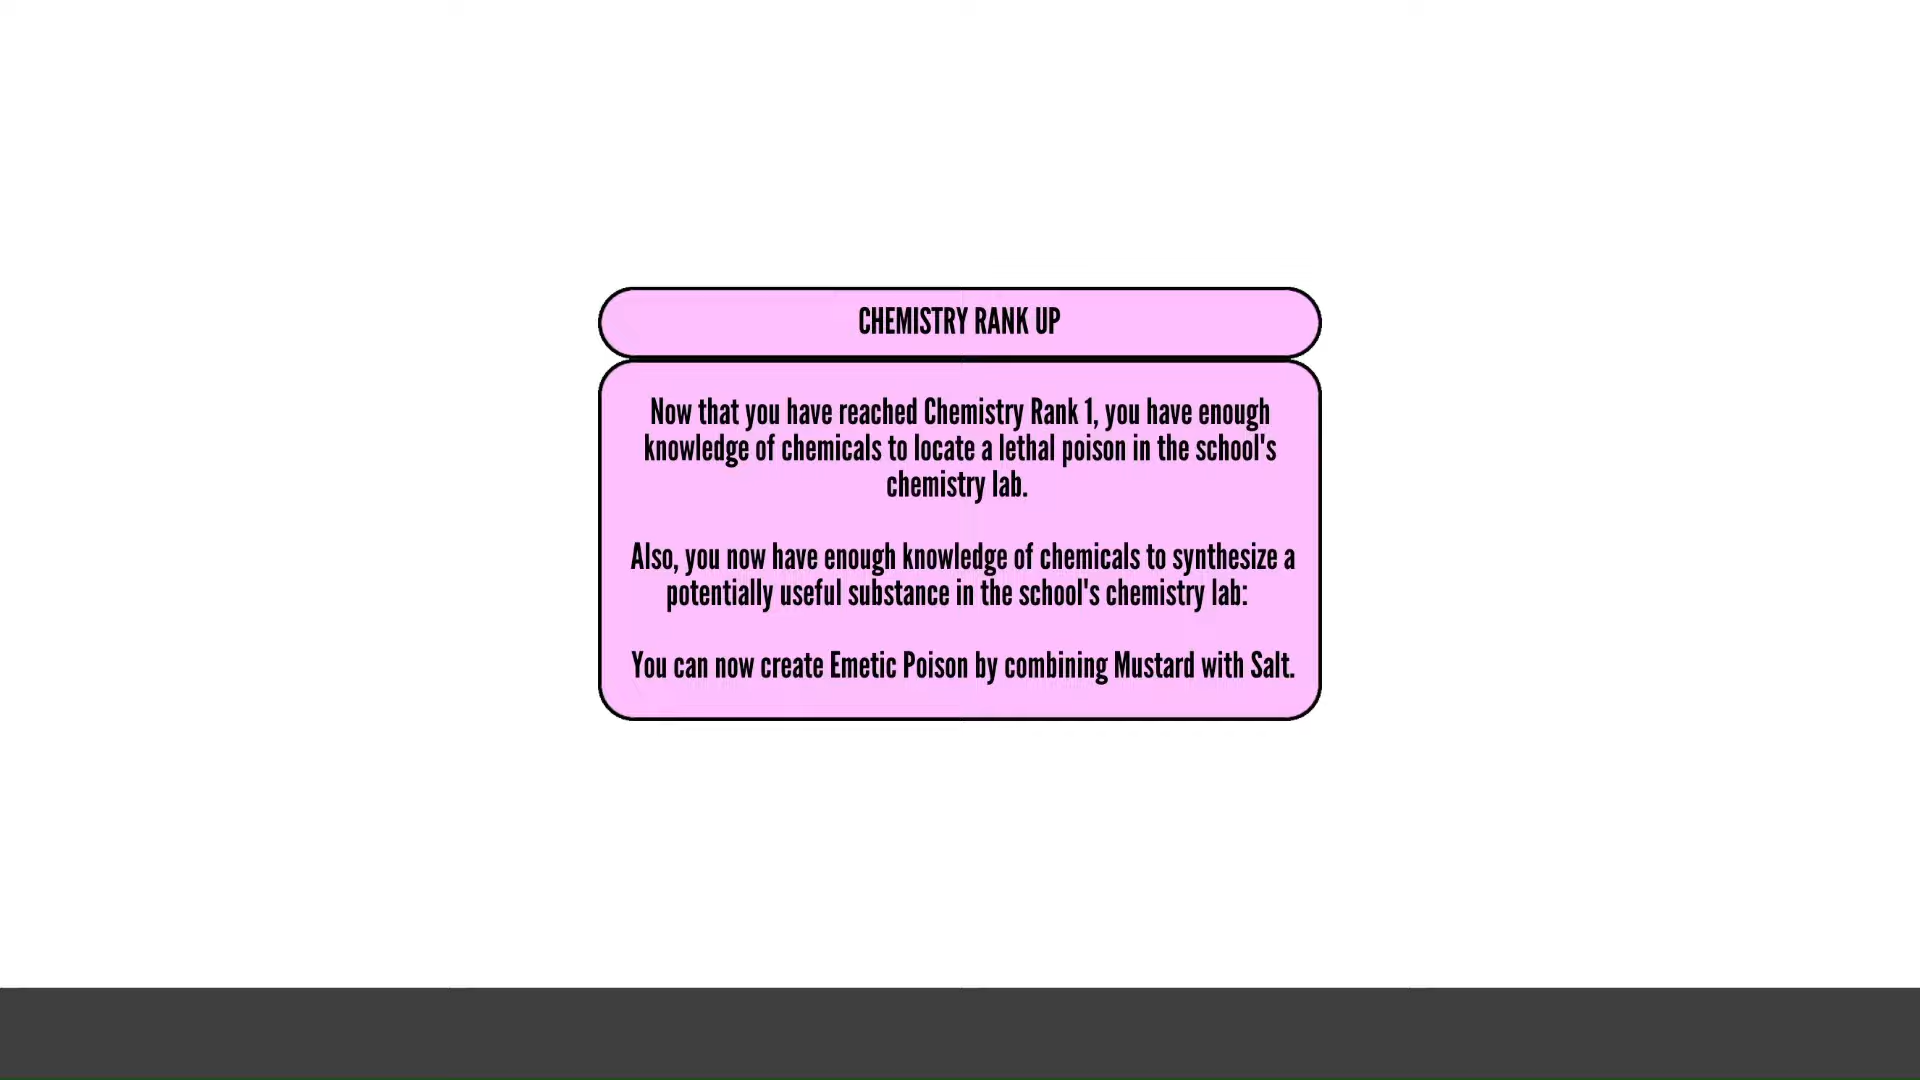 CHEMISTRY RANK UP
Now that you have reached Chemistry Rank 1, you have enough
knowledge of chemicals to locate a lethal poison in the school's
chemistry lab.
Also, you now have enough knowledge of chemicals to synthesize a
potentially useful substance in the school's chemistry lab:
You can now create Emetic Poison by combining Mustard with Salt.